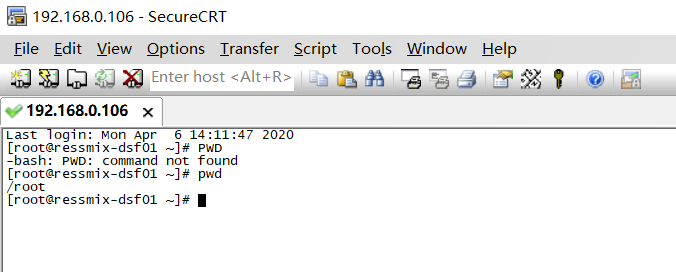 192.168.0.106 - SecureCRT
File Edit View Options Transfer Script Tools Window Help
Enter host <Alt+R>
192.168.0.106
Last login: Mon Apr  6 14:11:47 2020
[root@ressmix-dsf01 ~]# PWD
-bash: PWD: command not found
[root@ressmix-dsf01 ~]# pwd
/root
[root@ressmix-dsf01 ~]#